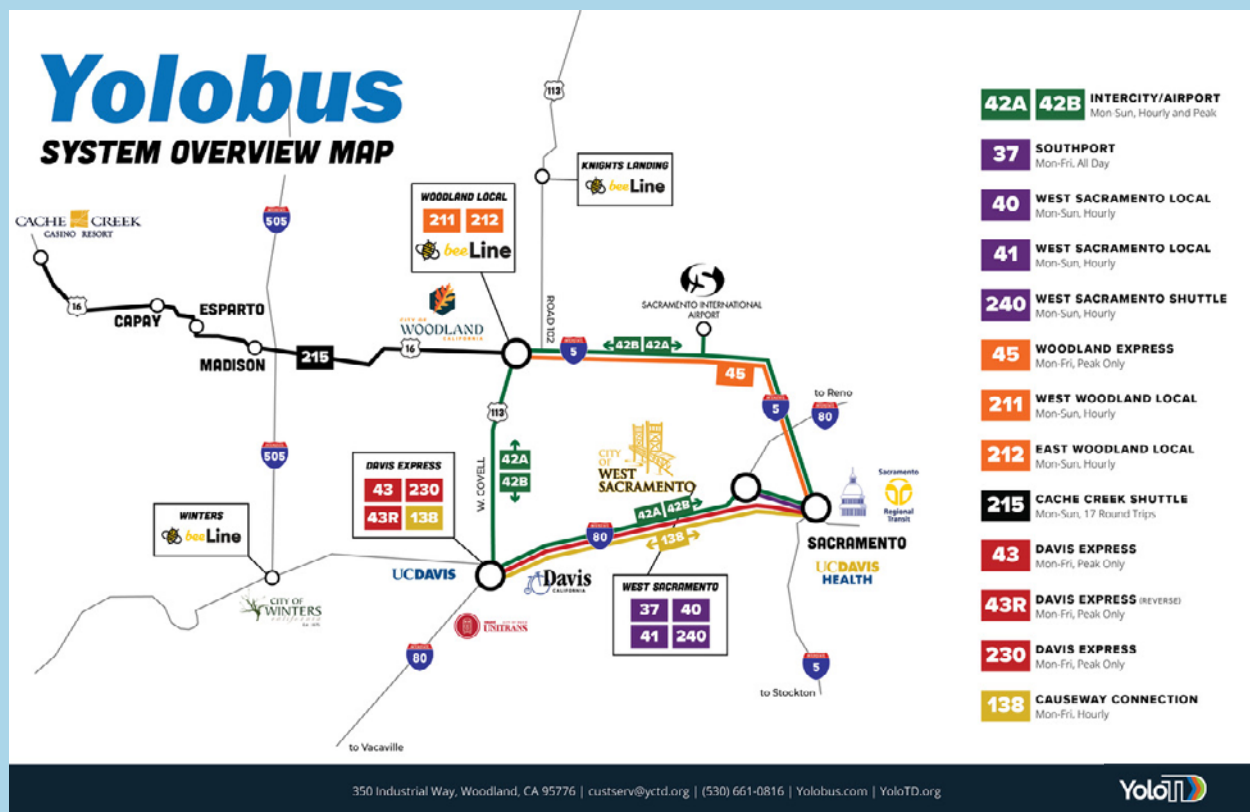 Yolobus
SYSTEM OVERVIEW MAP
113
KNIGHTS LANDING
beeLine
WOODLAND LOCAL
211 212
beeLine
505
CACHE CREEK
CASINO RESORT
16
CAPAY
ESPARTO
MADISON
215
16
CITY OF
WOODLAND
CALIFORNIA
ROAD 102
SACRAMENTO INTERNATIONAL
AIRPORT
5
42B 42A
45
5
to Reno
80
113
W. COVELL
42A
42B
505
DAVIS EXPRESS
43 230
43R 138
CITY
OF
WEST
SACRAMENTO
42A 42B
80
138
Sacramento
Regional
Transit
SACRAMENTO
UCDAVIS
HEALTH
WINTERS
beeLine
CITY OF
WINTERS
California
UCDAVIS
Davis
CALIFORNIA
UNITRANS
WEST SACRAMENTO
37 40
41 240
80
5
to Stockton
to Vacaville
42A 42B INTERCITY/AIRPORT
Mon-Sun, Hourly and Peak
37 SOUTHPORT
Mon-Fri, All Day
40 WEST SACRAMENTO LOCAL
Mon-Sun, Hourly
41 WEST SACRAMENTO LOCAL
Mon-Sun, Hourly
240 WEST SACRAMENTO SHUTTLE
Mon-Sun, Hourly
45 WOODLAND EXPRESS
Mon-Fri, Peak Only
211 WEST WOODLAND LOCAL
Mon-Sun, Hourly
212 EAST WOODLAND LOCAL
Mon-Sun, Hourly
215 CACHE CREEK SHUTTLE
Mon-Sun, 17 Round Trips
43 DAVIS EXPRESS
Mon-Fri, Peak Only
43R DAVIS EXPRESS (REVERSE)
Mon-Fri, Peak Only
230 DAVIS EXPRESS
Mon-Fri, Peak Only
138 CAUSEWAY CONNECTION
Mon-Fri, Hourly
350 Industrial Way, Woodland, CA 95776 | custserv@yctd.org | (530) 661-0816 | Yolobus.com | YoloTD.org
YoloTD